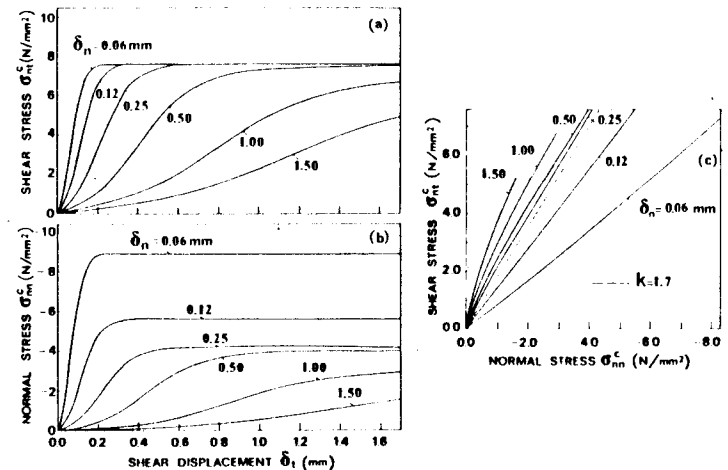 10
8
6
4
2
0
SHEAR STRESS σ^c_nt (N/mm²)
(a)
δn = 0.06 mm
0.12
0.25
0.50
1.00
1.50
-8
-6
-4
-2
0
NORMAL STRESS σ^c_nn (N/mm²)
(b)
δn = 0.06 mm
0.12
0.25
0.50
1.00
1.50
0.0 0.2 0.4 0.6 0.8 1.0 1.2 1.4 1.6
SHEAR DISPLACEMENT δt (mm)
6.0
4.0
2.0
0.0
SHEAR STRESS σ^c_nt (N/mm²)
(c)
1.50
1.00
0.50
0.25
0.12
δn = 0.06 mm
k=1.7
0.0 -2.0 -4.0 -6.0 -8.0
NORMAL STRESS σ^c_nn (N/mm²)